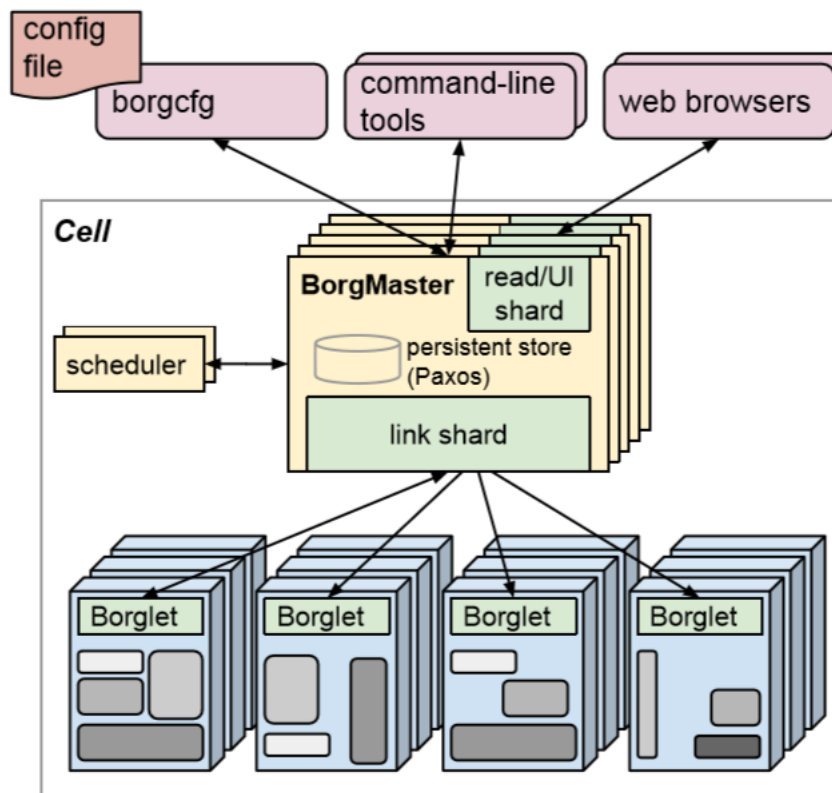 config
file
borgcfg
command-line
tools
web browsers
Cell
BorgMaster
read/UI
shard
persistent store
(Paxos)
scheduler
link shard
Borglet
Borglet
Borglet
Borglet